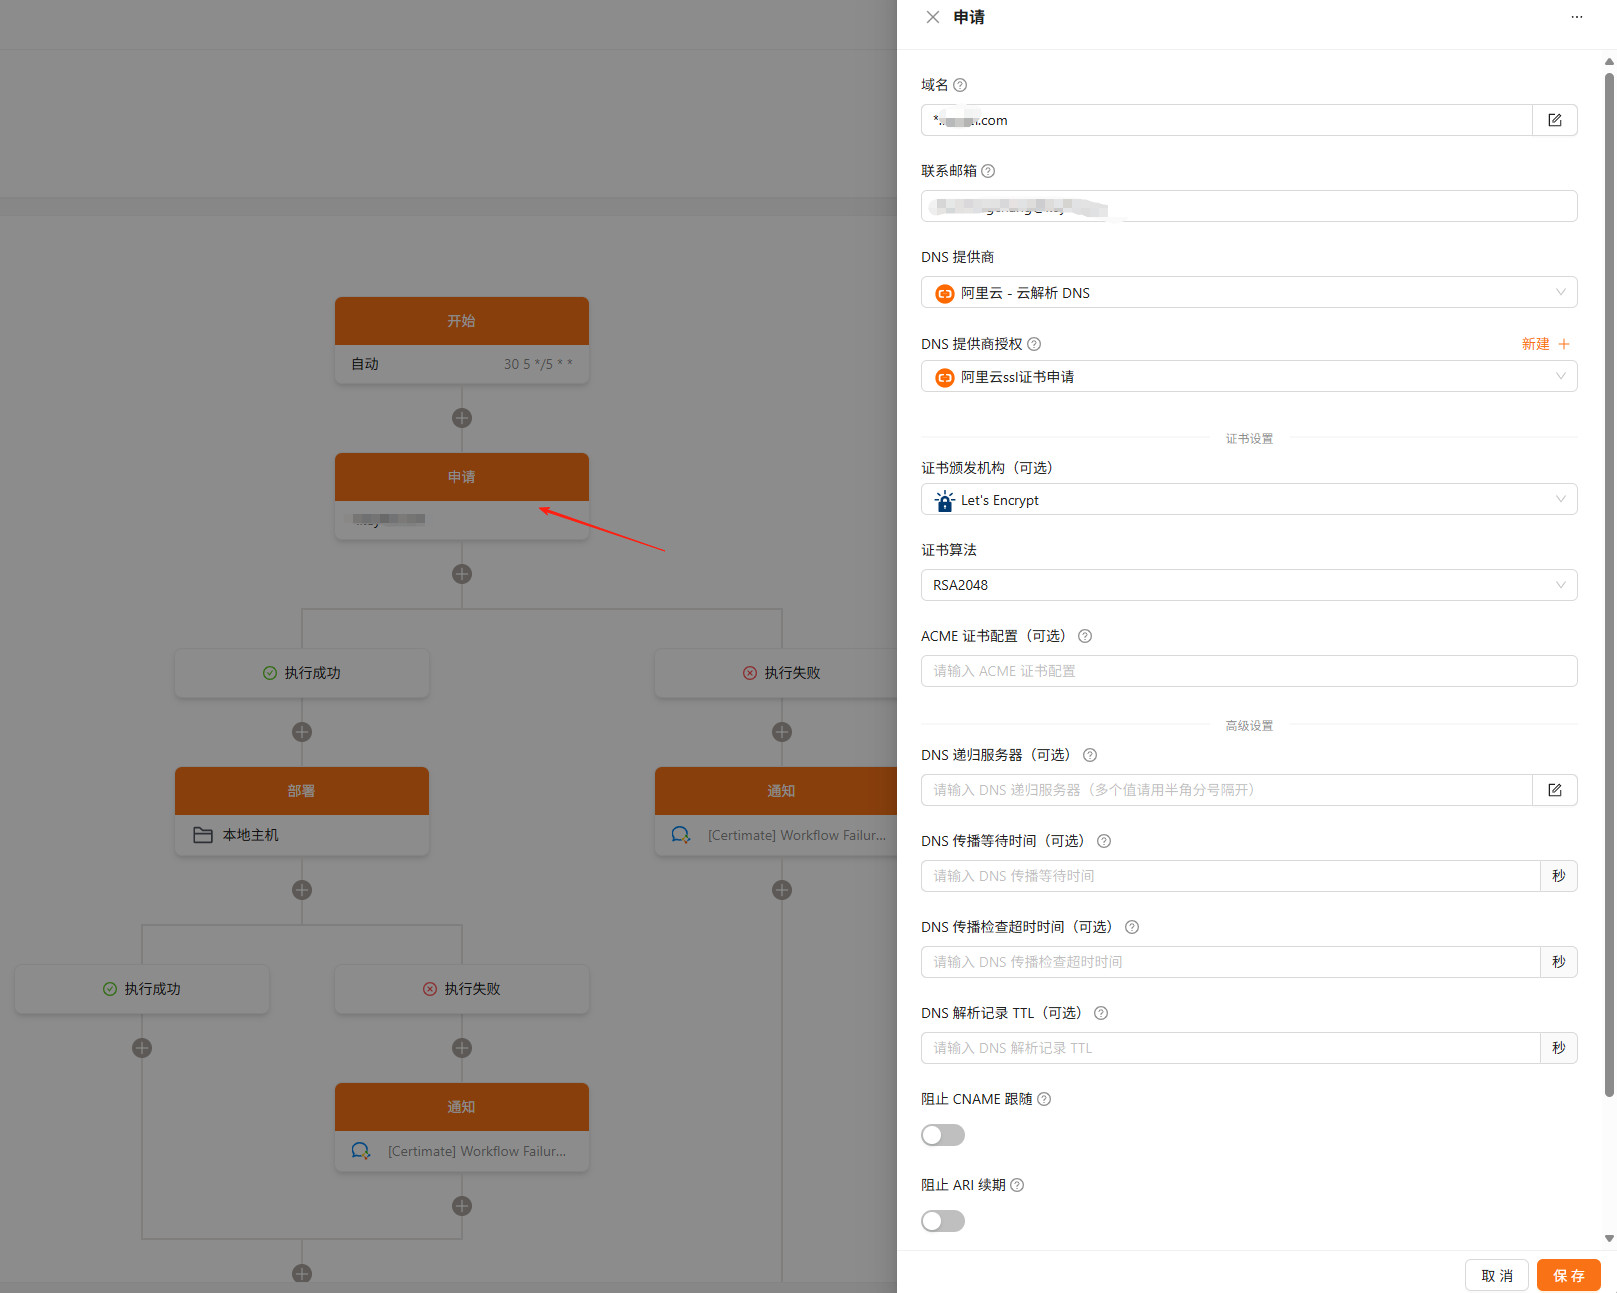 开始
自动 30 5 */5 * *
申请
执行成功
执行失败
部署
本地主机
通知
[Certimate] Workflow Failur...
执行成功
执行失败
通知
[Certimate] Workflow Failur...
申请
域名
.com
联系邮箱
DNS 提供商
阿里云 - 云解析 DNS
DNS 提供商授权
新建
阿里云ssl证书申请
证书设置
证书颁发机构（可选）
Let's Encrypt
证书算法
RSA2048
ACME 证书配置（可选）
请输入 ACME 证书配置
高级设置
DNS 递归服务器（可选）
请输入 DNS 递归服务器（多个值请用半角分号隔开）
DNS 传播等待时间（可选）
请输入 DNS 传播等待时间 秒
DNS 传播检查超时时间（可选）
请输入 DNS 传播检查超时时间 秒
DNS 解析记录 TTL（可选）
请输入 DNS 解析记录 TTL 秒
阻止 CNAME 跟随
阻止 ARI 续期
取 消
保 存